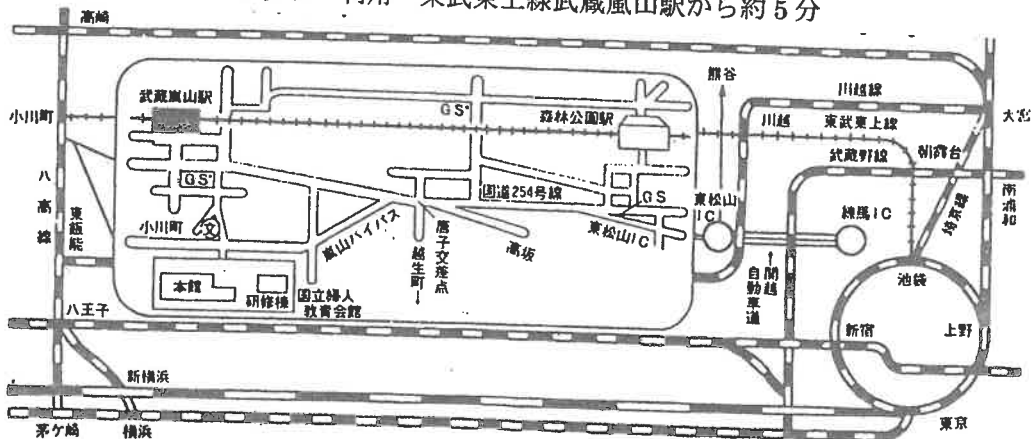 利用 東武東上線武蔵嵐山駅から約5分
高崎
熊谷
武蔵嵐山駅
GS
森林公園駅
川越線
小川町
川越
東武東上線
大宮
武蔵野線
朝霞台
八高線
東飯能
GS
国道254号線
GS
東松山IC
練馬IC
埼京線
南浦和
小川町
文
嵐山バイパス
唐子交差点
高坂
東松山IC
越生町→
←関越自動車道
池袋
本館
研修棟
国立婦人教育会館
八王子
新宿
上野
新横浜
茅ケ崎
横浜
東京